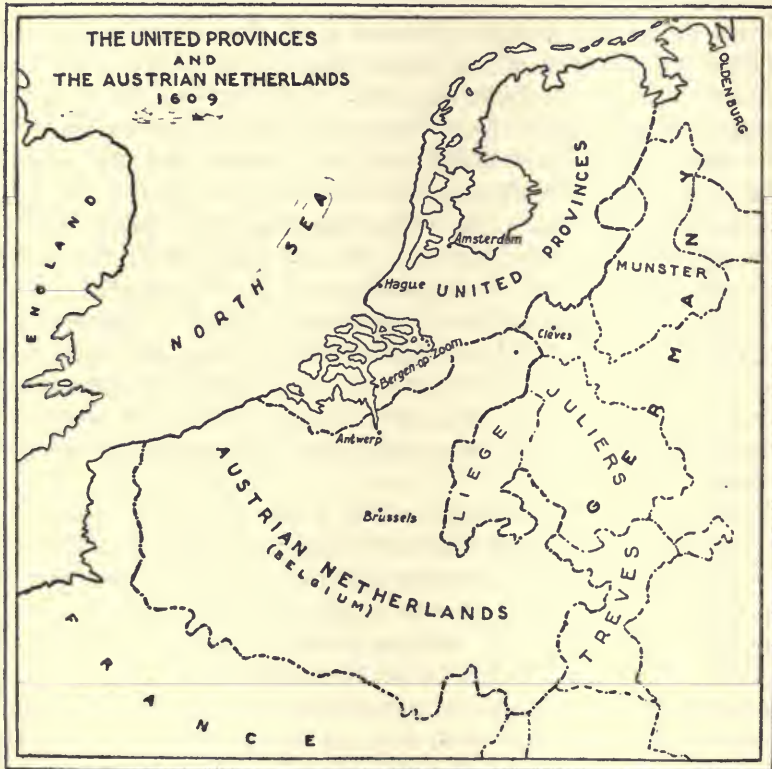 THE UNITED PROVINCES
AND
THE AUSTRIAN NETHERLANDS
1609
OLDENBURG
ENGLAND
NORTH SEA
Amsterdam
UNITED PROVINCES
MUNSTER
GERMANY
Hague
Cleves
Bergen-op-Zoom
JULIERS
Antwerp
LIEGE
AUSTRIAN NETHERLANDS
(BELGIUM)
Brussels
TREVES
FRANCE